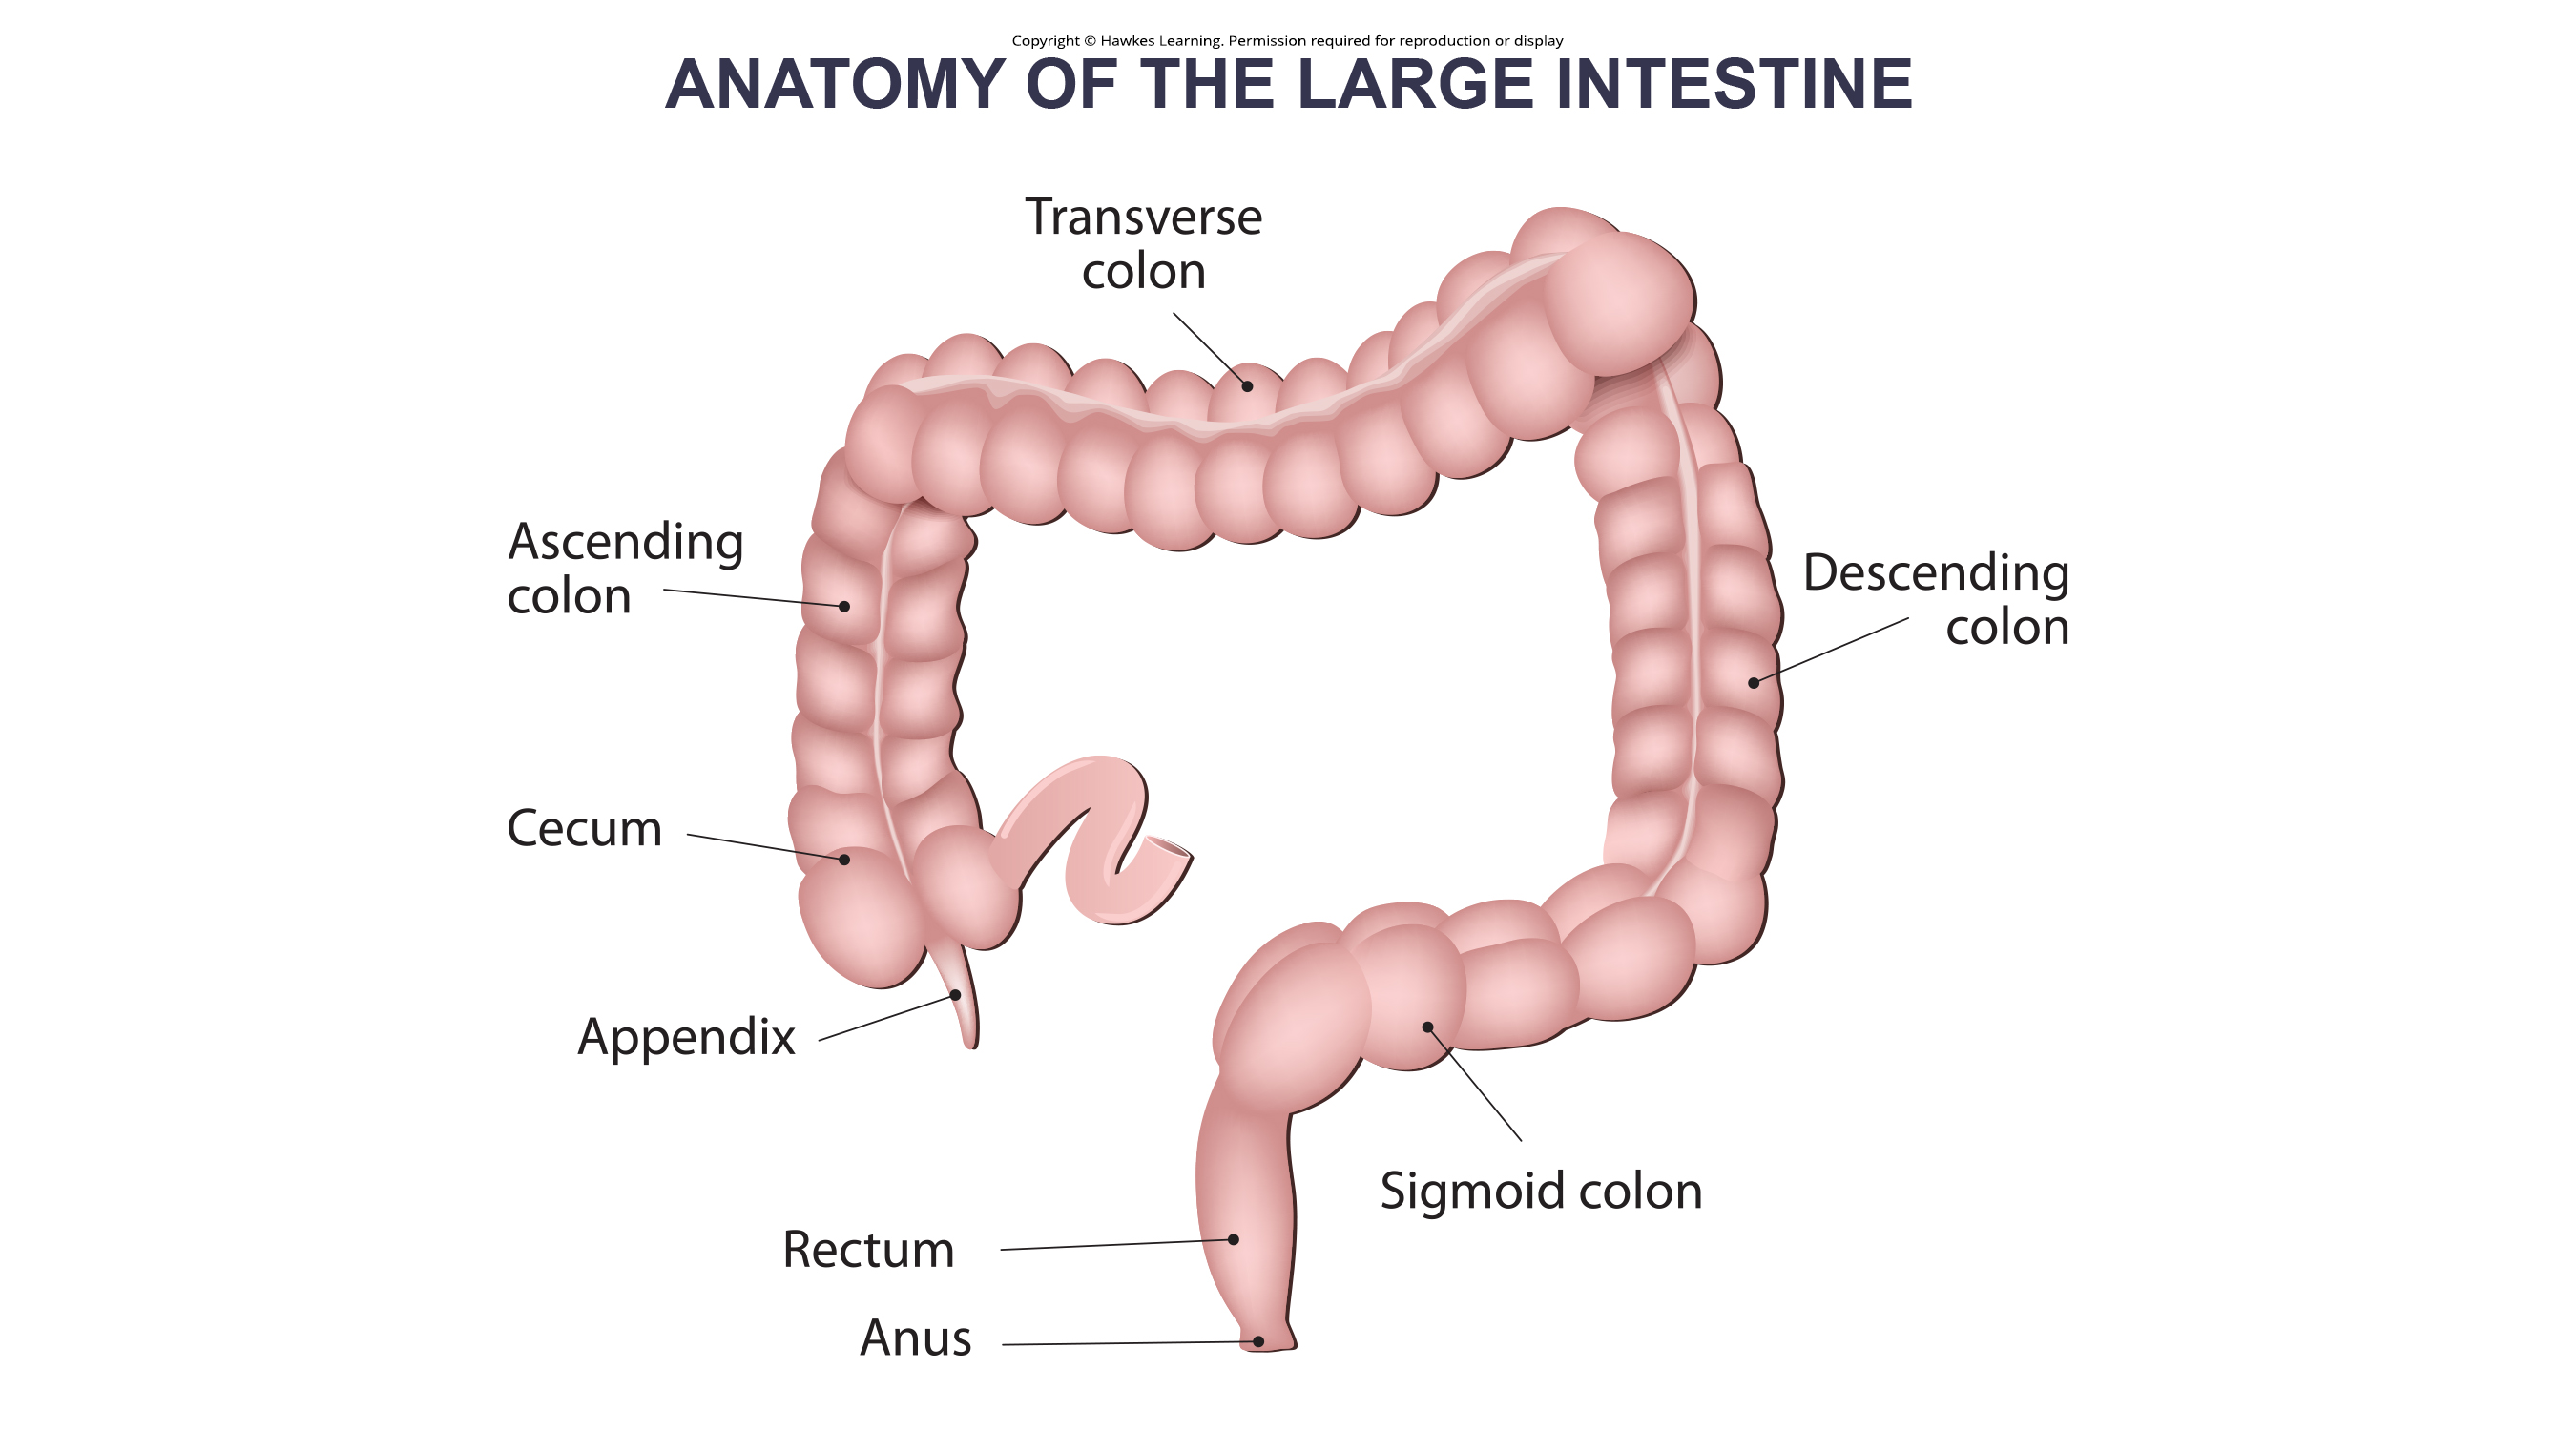 Copyright © Hawkes Learning. Permission required for reproduction or display
ANATOMY OF THE LARGE INTESTINE
Transverse
colon
Ascending
colon
Descending
colon
Cecum
Appendix
Sigmoid colon
Rectum
Anus